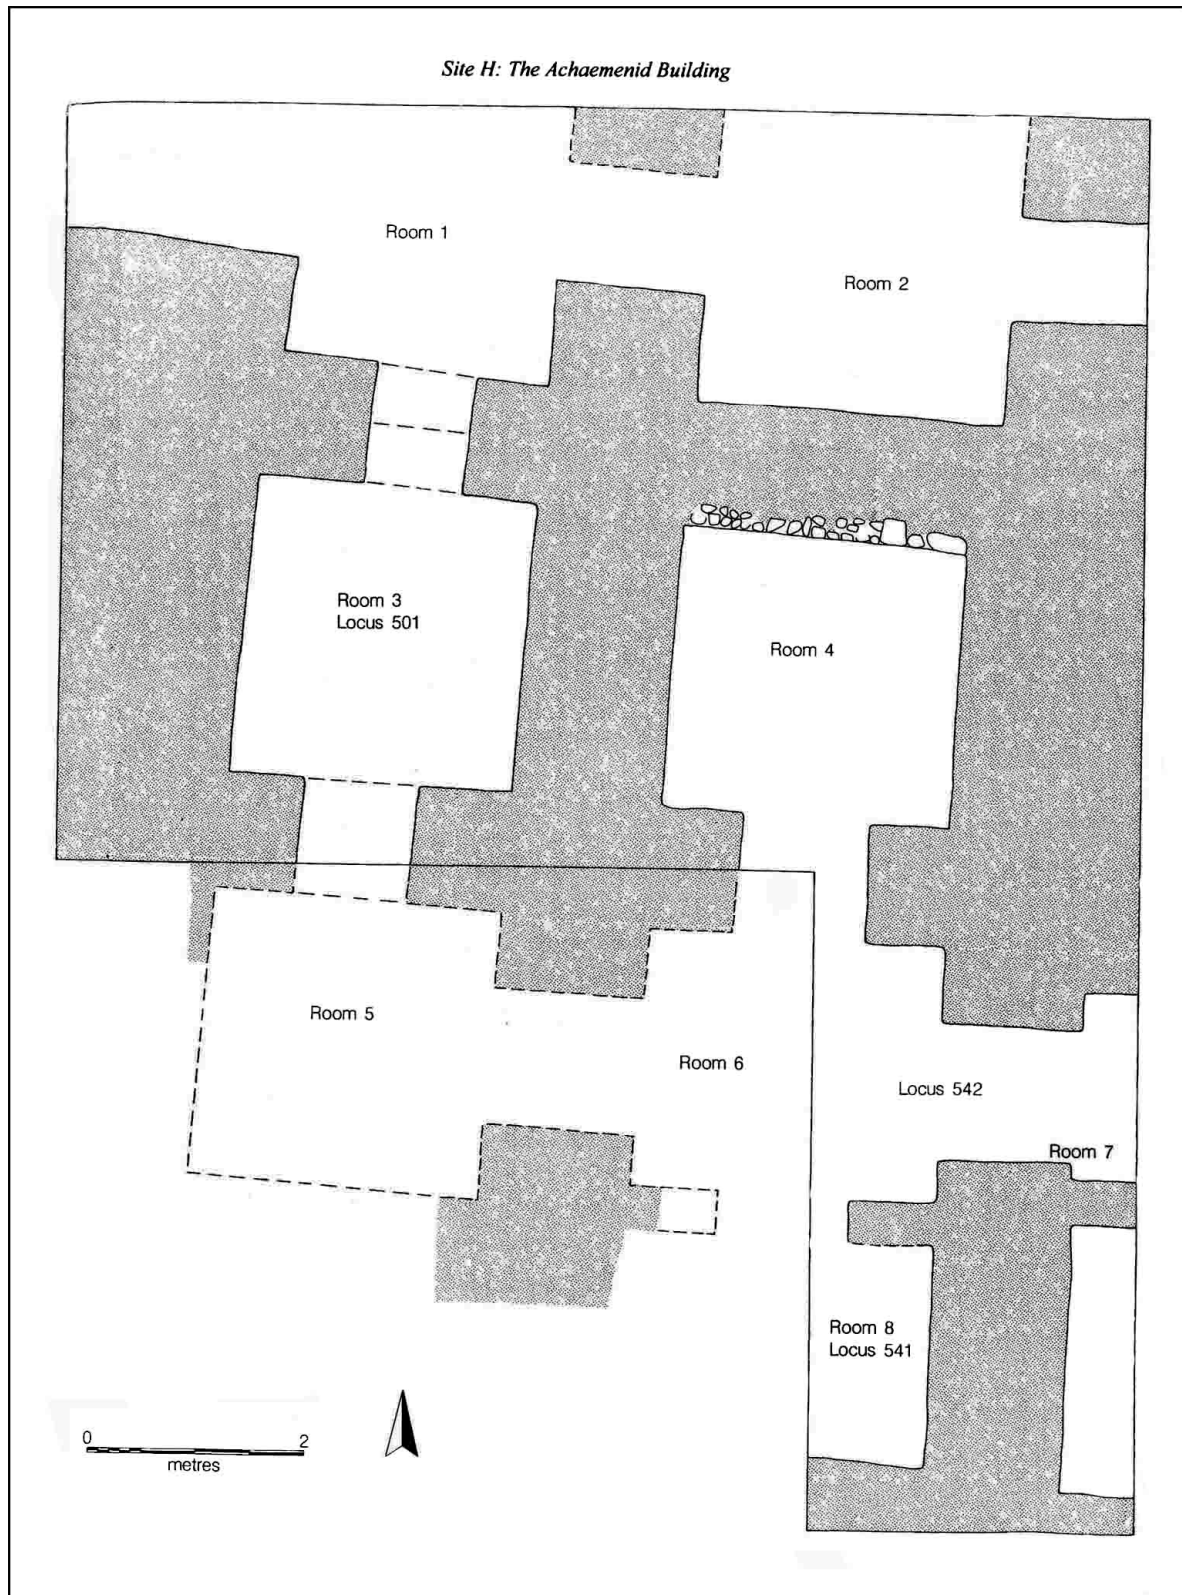 Site H: The Achaemenid Building
Room 1
Room 2
Room 3
Locus 501
Room 4
Room 5
Room 6
Locus 542
Room 7
Room 8
Locus 541
0 2
metres